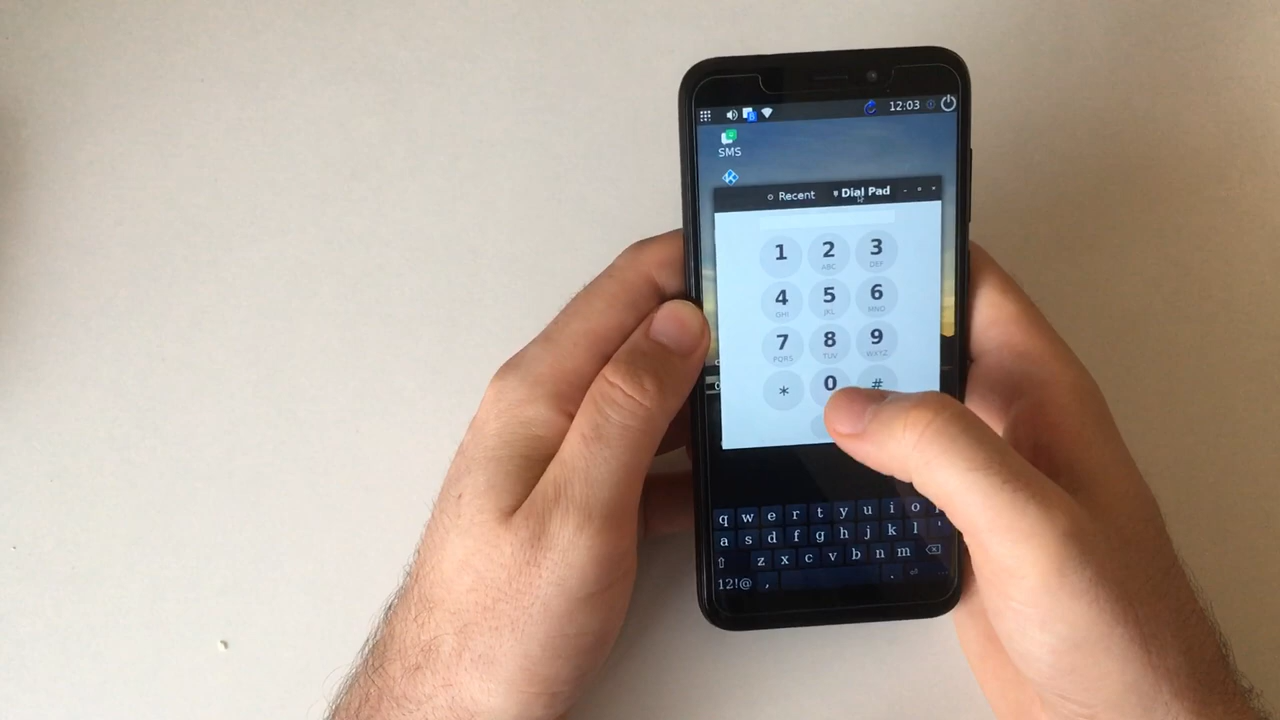 12:03
SMS
Recent Dial Pad
1 2 3
ABC DEF
4 5 6
GHI JKL MNO
7 8 9
PQRS TUV WXYZ
* 0 #
q w e r t y u i o
a s d f g h j k l '
z x c v b n m
12!@ , .